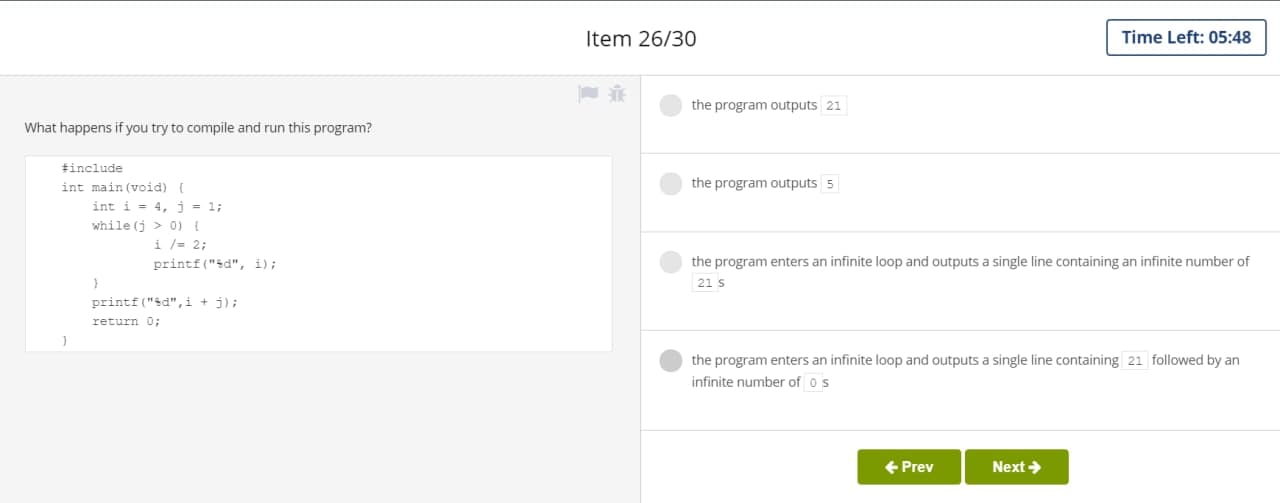 Item 26/30
Time Left: 05:48
What happens if you try to compile and run this program?
#include
int main(void) {
    int i = 4, j = 1;
    while(j > 0) {
            i /= 2;
            printf("%d", i);
    }
    printf("%d",i + j);
    return 0;
}
the program outputs 21
the program outputs 5
the program enters an infinite loop and outputs a single line containing an infinite number of
21 s
the program enters an infinite loop and outputs a single line containing 21 followed by an
infinite number of 0 s
Prev
Next